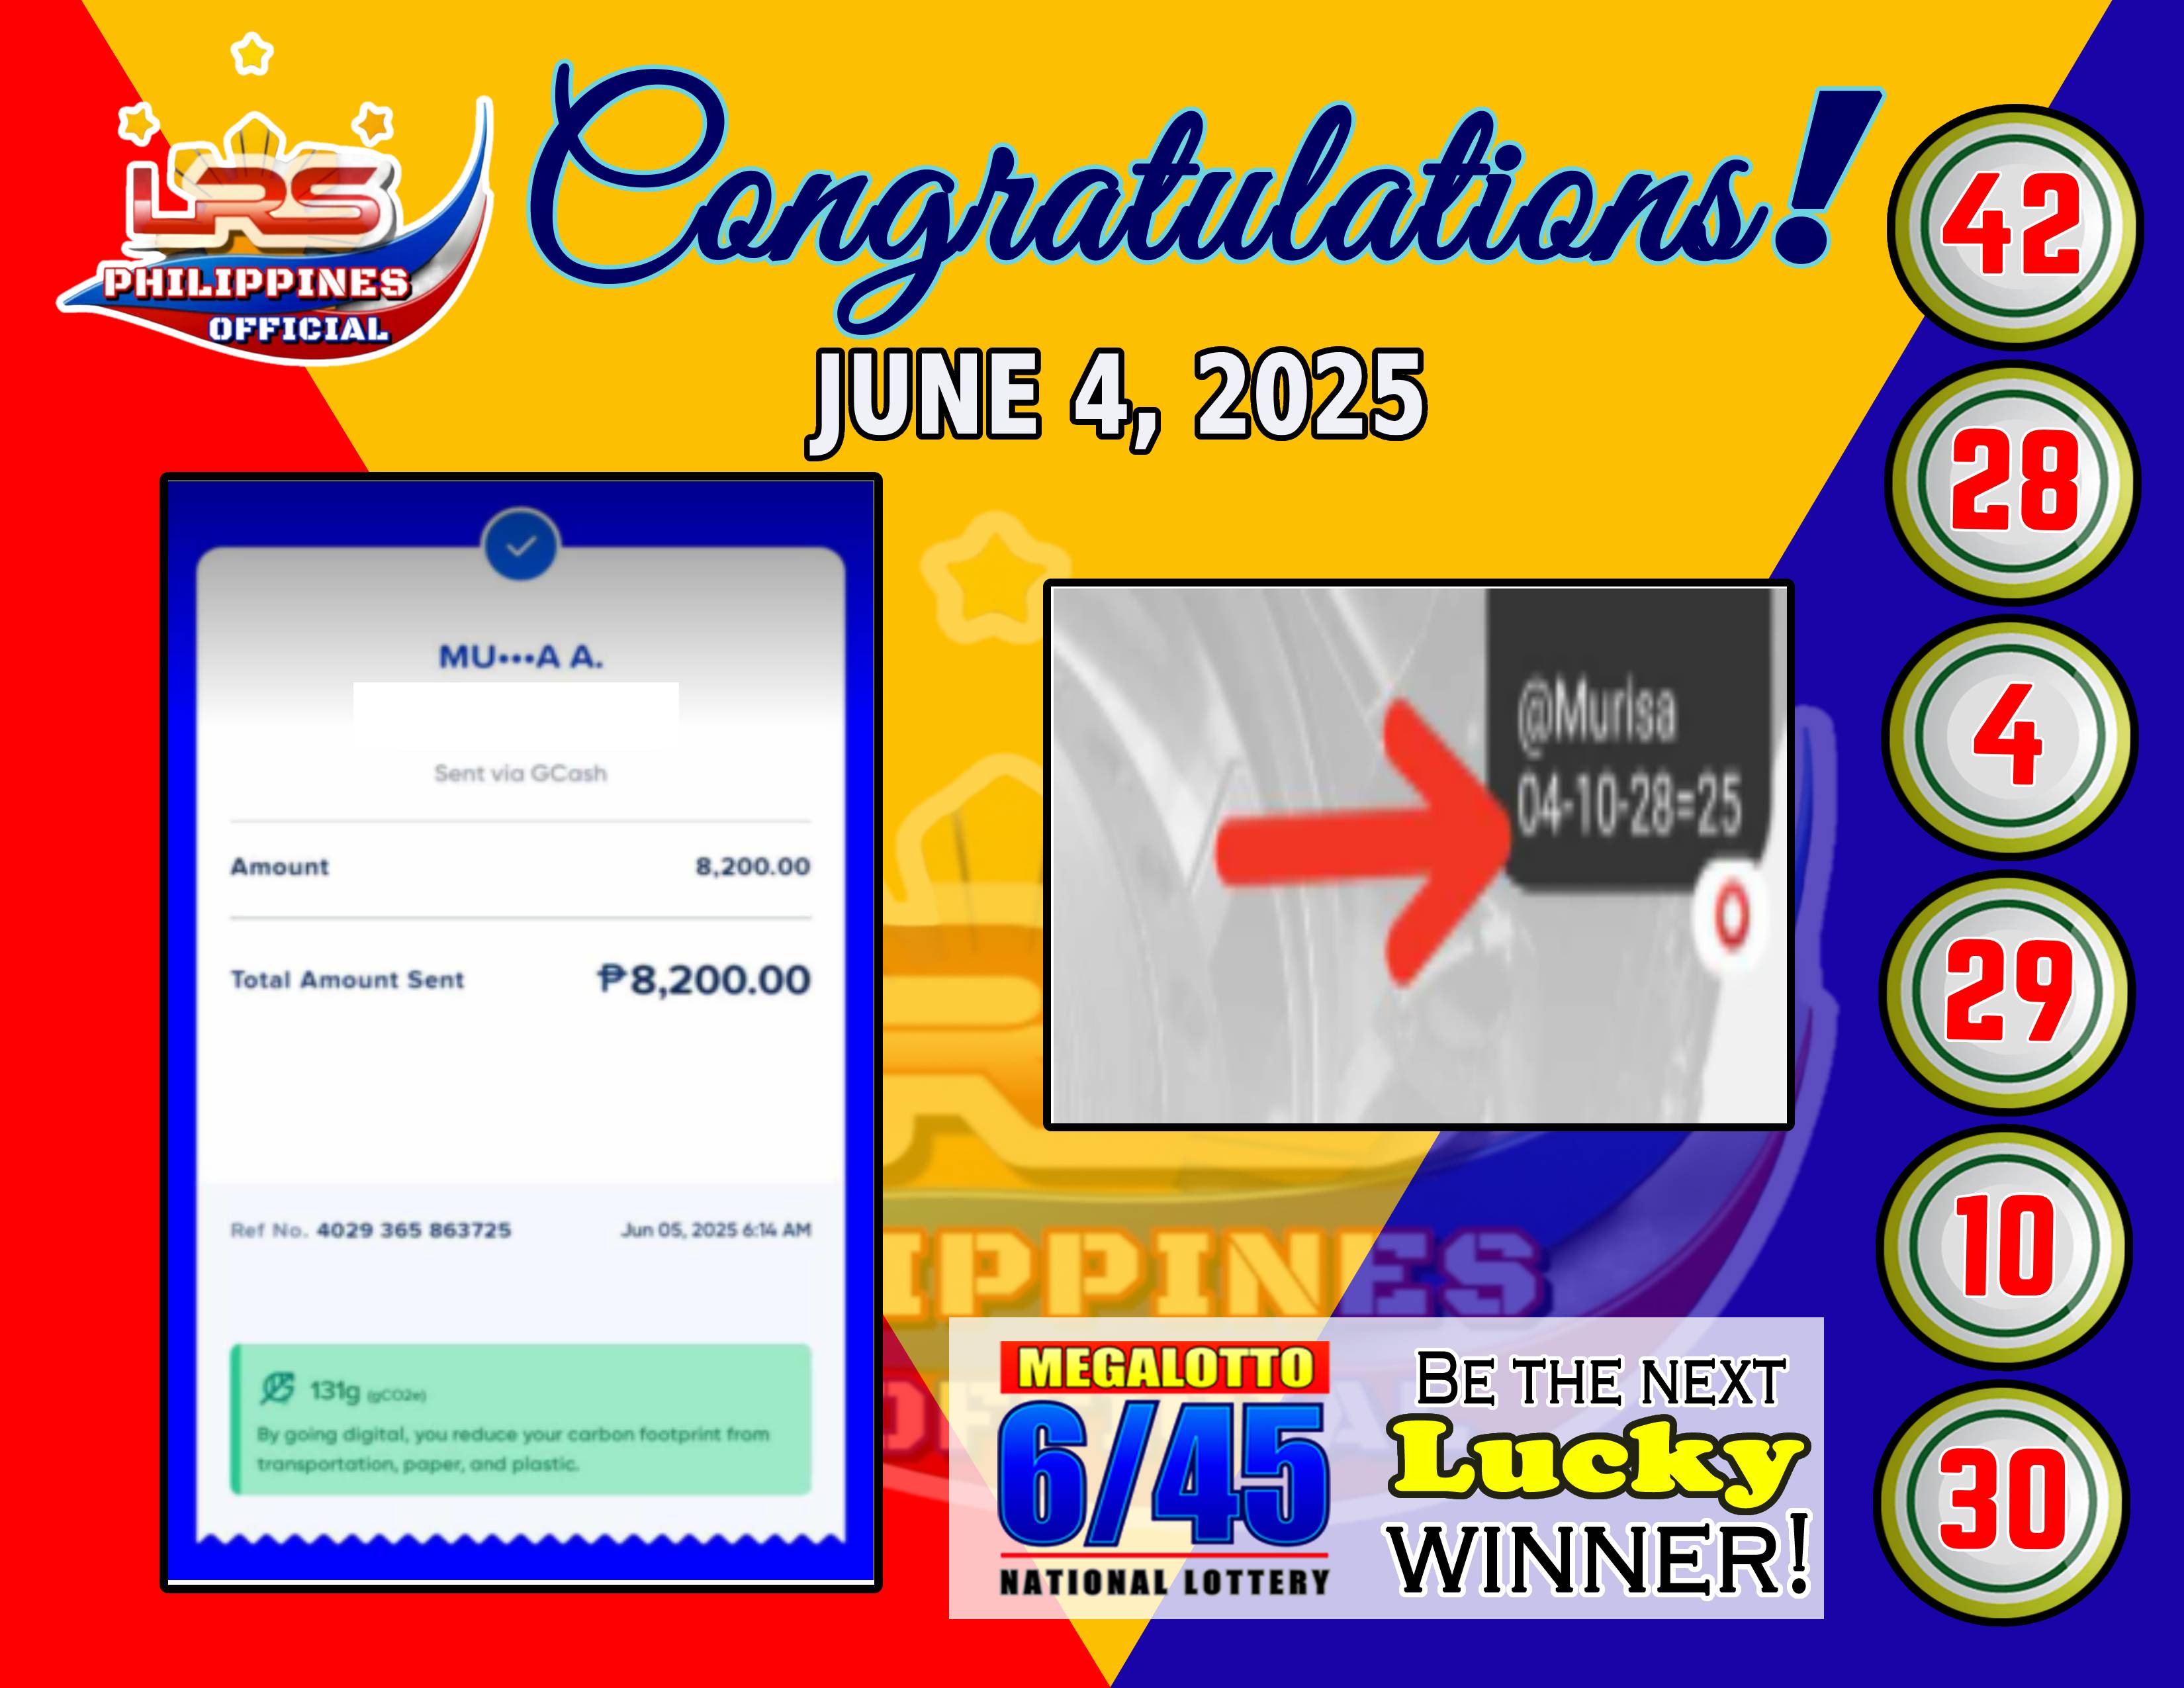 LRS
PHILIPPINES
OFFICIAL
Congratulations!
JUNE 4, 2025
MU•••A A.
Sent via GCash
Amount 8,200.00
Total Amount Sent ₱8,200.00
Ref No. 4029 365 863725 Jun 05, 2025 6:14 AM
131g (gCO2e)
By going digital, you reduce your carbon footprint from
transportation, paper, and plastic.
@Murisa
04-10-28=25
IPPINES
MEGALOTTO
6/45
NATIONAL LOTTERY
BE THE NEXT
Lucky
WINNER!
42
28
4
29
10
30